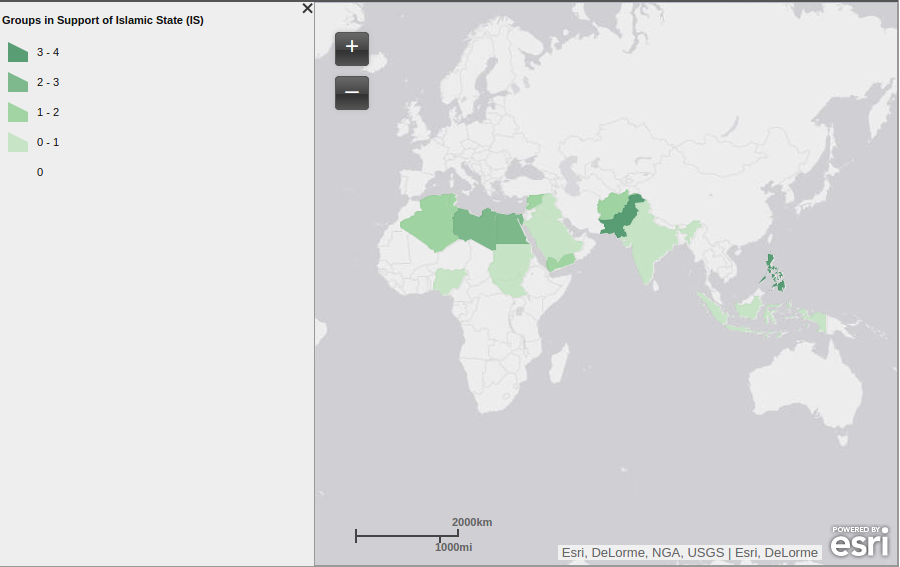 Groups in Support of Islamic State (IS)
3 - 4
2 - 3
1 - 2
0 - 1
0
+
−
2000km
1000mi
POWERED BY
esri
Esri, DeLorme, NGA, USGS | Esri, DeLorme